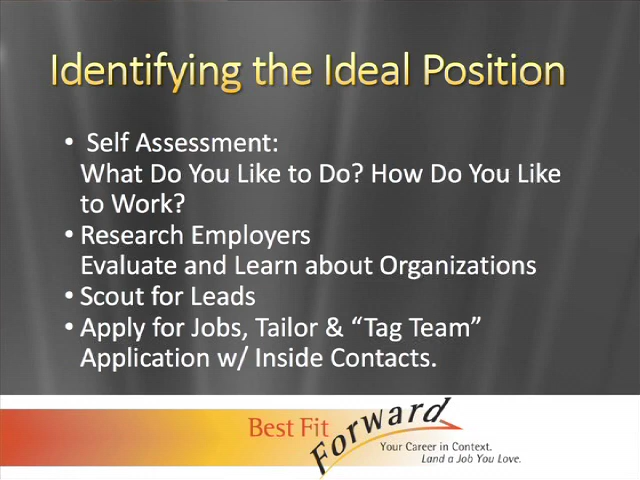 Identifying the Ideal Position
• Self Assessment:
What Do You Like to Do? How Do You Like
to Work?
• Research Employers
Evaluate and Learn about Organizations
• Scout for Leads
• Apply for Jobs, Tailor & “Tag Team”
Application w/ Inside Contacts.
Best Fit
Forward
Your Career in Context.
Land a Job You Love.